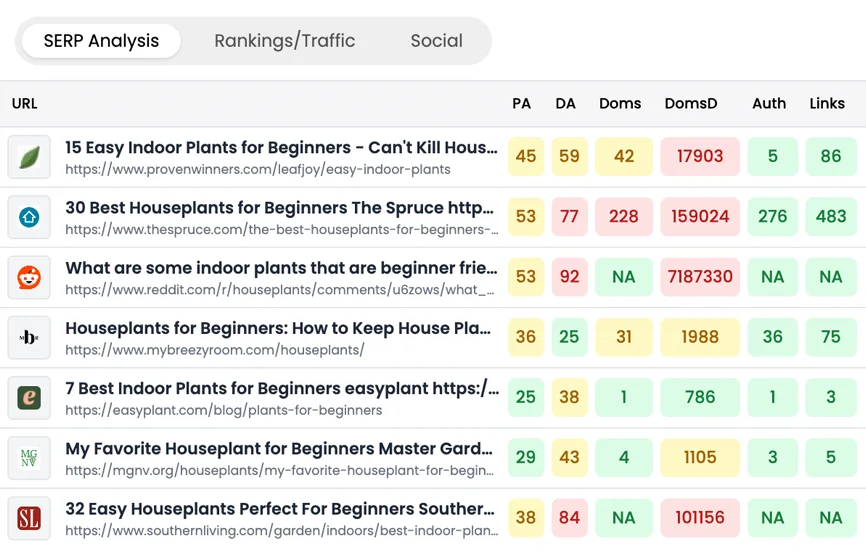 SERP Analysis Rankings/Traffic Social
URL PA DA Doms DomsD Auth Links
15 Easy Indoor Plants for Beginners - Can't Kill Hous...
https://www.provenwinners.com/leafjoy/easy-indoor-plants
45 59 42 17903 5 86
30 Best Houseplants for Beginners The Spruce http...
https://www.thespruce.com/the-best-houseplants-for-beginners-...
53 77 228 159024 276 483
What are some indoor plants that are beginner frie...
https://www.reddit.com/r/houseplants/comments/u6zows/what_...
53 92 NA 7187330 NA NA
mbr
Houseplants for Beginners: How to Keep House Pla...
https://www.mybreezyroom.com/houseplants/
36 25 31 1988 36 75
e
7 Best Indoor Plants for Beginners easyplant https:/...
https://easyplant.com/blog/plants-for-beginners
25 38 1 786 1 3
MG
NV
My Favorite Houseplant for Beginners Master Gard...
https://mgnv.org/houseplants/my-favorite-houseplant-for-begin...
29 43 4 1105 3 5
SL
32 Easy Houseplants Perfect For Beginners Souther...
https://www.southernliving.com/garden/indoors/best-indoor-plan...
38 84 NA 101156 NA NA